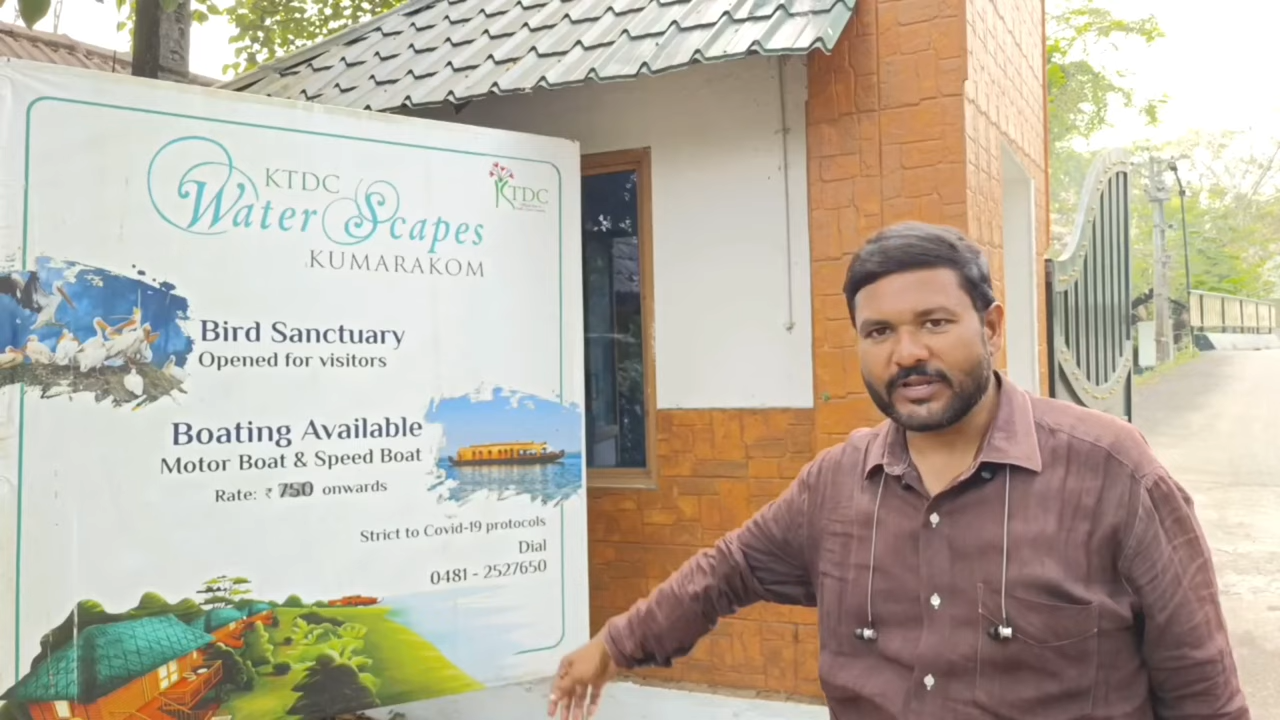 KTDC
Water Scapes
KUMARAKOM
KTDC
Bird Sanctuary
Opened for visitors
Boating Available
Motor Boat & Speed Boat
Rate: ₹ 750 onwards
Strict to Covid-19 protocols
Dial
0481 - 2527650